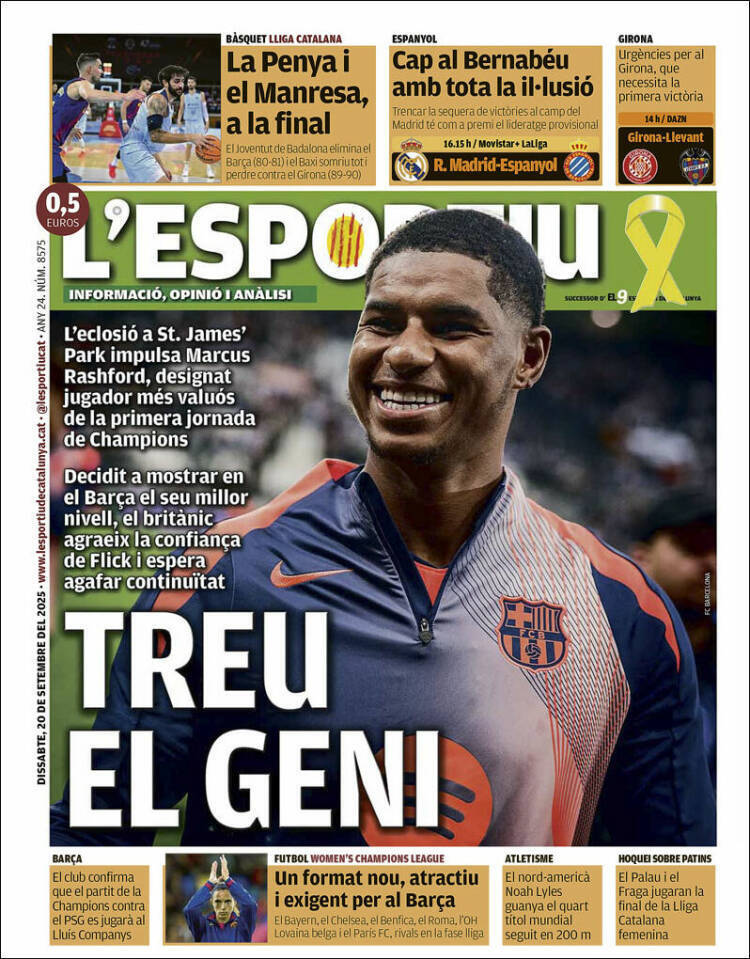 BÀSQUET LLIGA CATALANA
La Penya i
el Manresa,
a la final
El Joventut de Badalona elimina el
Barça (80-81) i el Baxi somriu tot i
perdre contra el Girona (89-90)
ESPANYOL
Cap al Bernabéu
amb tota la il·lusió
Trencar la sequera de victòries al camp del
Madrid té com a premi el lideratge provisional
16.15 h / Movistar+ LaLiga
R. Madrid-Espanyol
GIRONA
Urgències per al
Girona, que
necessita la
primera victòria
14 h / DAZN
Girona-Llevant
0,5
EUROS
L'ESPORTIU
INFORMACIÓ, OPINIÓ I ANÀLISI
SUCCESSOR D' EL 9
DISSABTE, 20 DE SETEMBRE DEL 2025 · www.lesportiudecatalunya.cat · @lesportiucat · ANY 24. NÚM. 8575
L'eclosió a St. James'
Park impulsa Marcus
Rashford, designat
jugador més valuós
de la primera jornada
de Champions
Decidit a mostrar en
el Barça el seu millor
nivell, el britànic
agraeix la confiança
de Flick i espera
agafar continuïtat
TREU
EL GENI
FCB
FC BARCELONA
BARÇA
El club confirma
que el partit de la
Champions contra
el PSG es jugarà al
Lluís Companys
FUTBOL WOMEN'S CHAMPIONS LEAGUE
Un format nou, atractiu
i exigent per al Barça
El Bayern, el Chelsea, el Benfica, el Roma, l'OH
Lovaina belga i el París FC, rivals en la fase lliga
ATLETISME
El nord-americà
Noah Lyles
guanya el quart
títol mundial
seguit en 200 m
HOQUEI SOBRE PATINS
El Palau i el
Fraga jugaran la
final de la Lliga
Catalana
femenina